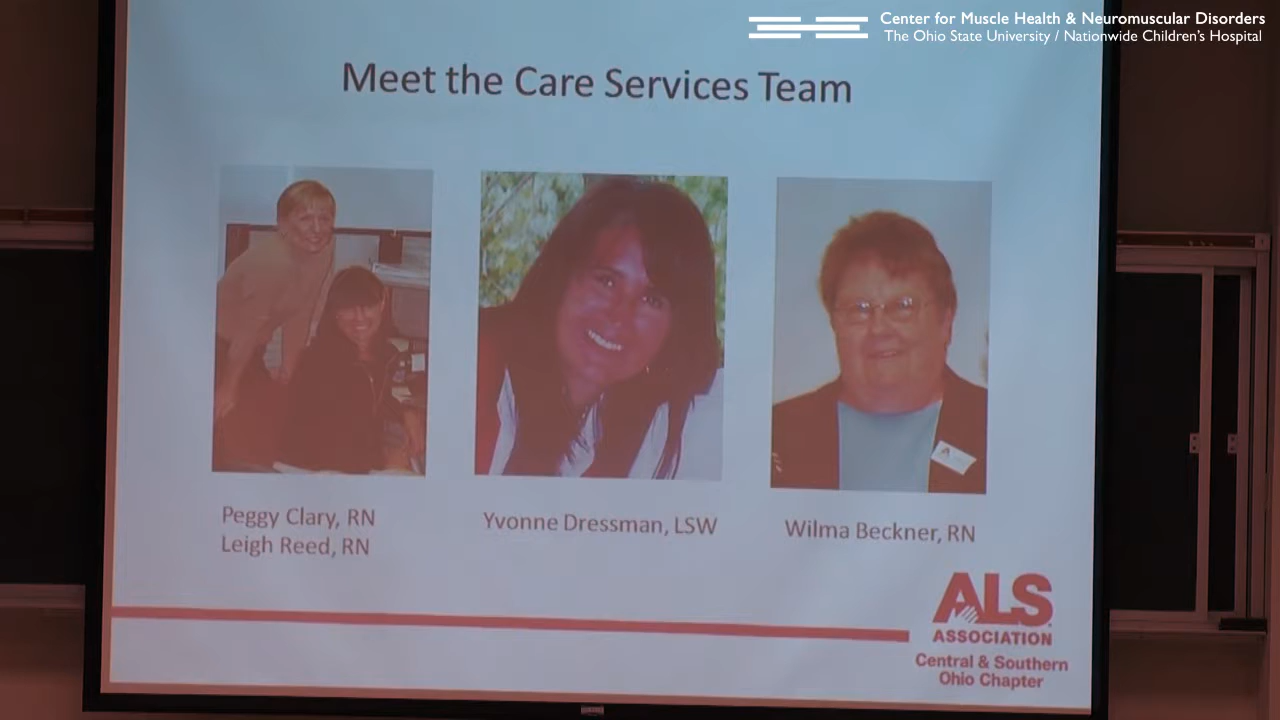 Center for Muscle Health & Neuromuscular Disorders
The Ohio State University / Nationwide Children's Hospital
Meet the Care Services Team
Peggy Clary, RN
Leigh Reed, RN
Yvonne Dressman, LSW
Wilma Beckner, RN
ALS
ASSOCIATION
Central & Southern
Ohio Chapter